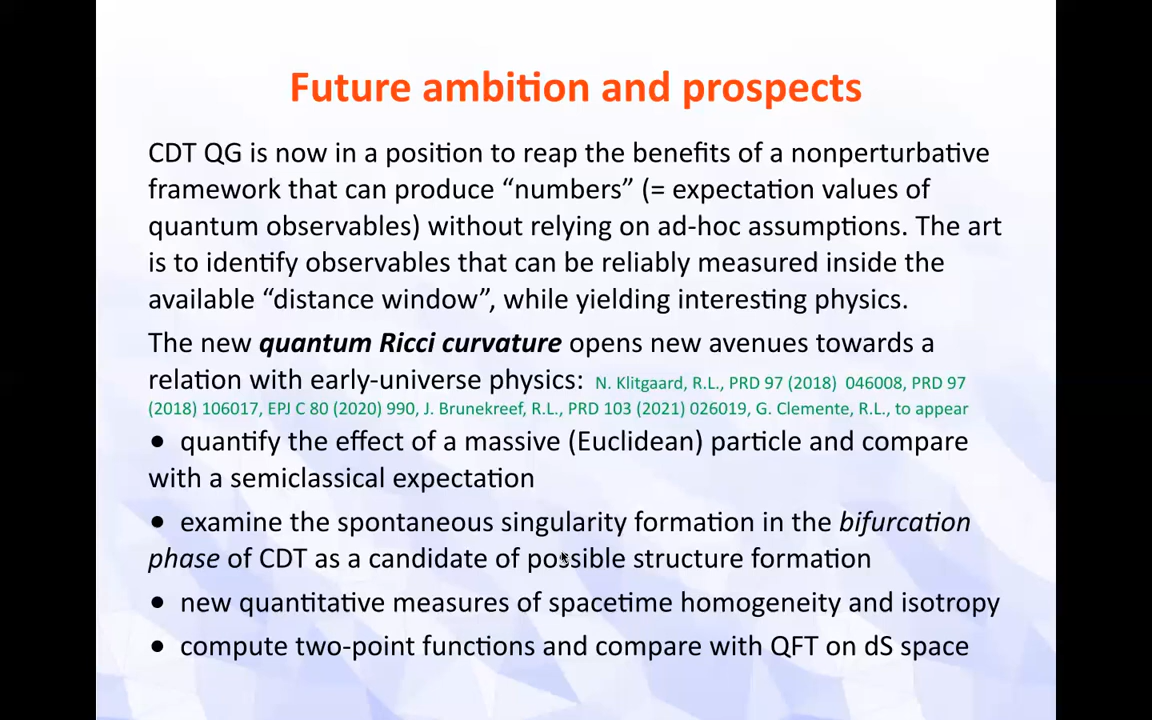 Future ambition and prospects
CDT QG is now in a position to reap the benefits of a nonperturbative
framework that can produce “numbers” (= expectation values of
quantum observables) without relying on ad-hoc assumptions. The art
is to identify observables that can be reliably measured inside the
available “distance window”, while yielding interesting physics.
The new quantum Ricci curvature opens new avenues towards a
relation with early-universe physics: N. Klitgaard, R.L., PRD 97 (2018) 046008, PRD 97
(2018) 106017, EPJ C 80 (2020) 990, J. Brunekreef, R.L., PRD 103 (2021) 026019, G. Clemente, R.L., to appear
• quantify the effect of a massive (Euclidean) particle and compare
with a semiclassical expectation
• examine the spontaneous singularity formation in the bifurcation
phase of CDT as a candidate of possible structure formation
• new quantitative measures of spacetime homogeneity and isotropy
• compute two-point functions and compare with QFT on dS space